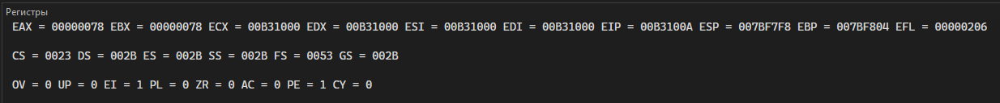 Регистры
EAX = 00000078 EBX = 00000078 ECX = 00B31000 EDX = 00B31000 ESI = 00B31000 EDI = 00B31000 EIP = 00B3100A ESP = 007BF7F8 EBP = 007BF804 EFL = 00000206
CS = 0023 DS = 002B ES = 002B SS = 002B FS = 0053 GS = 002B
OV = 0 UP = 0 EI = 1 PL = 0 ZR = 0 AC = 0 PE = 1 CY = 0